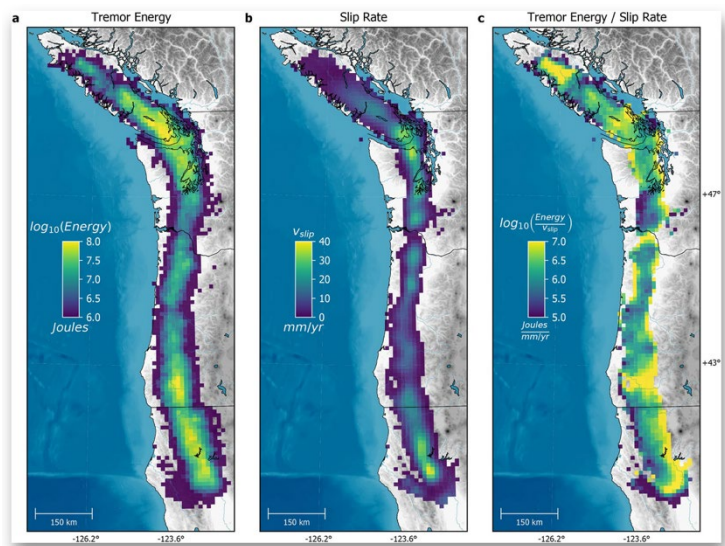 a Tremor Energy
b Slip Rate
c Tremor Energy / Slip Rate
log₁₀(Energy)
8.0
7.5
7.0
6.5
6.0
Joules
150 km
-126.2° -123.6°
v_slip
40
30
20
10
0
mm/yr
150 km
-126.2° -123.6°
+47°
log₁₀(Energy/v_slip)
7.0
6.5
6.0
5.5
5.0
Joules
mm/yr
+43°
150 km
-126.2° -123.6°